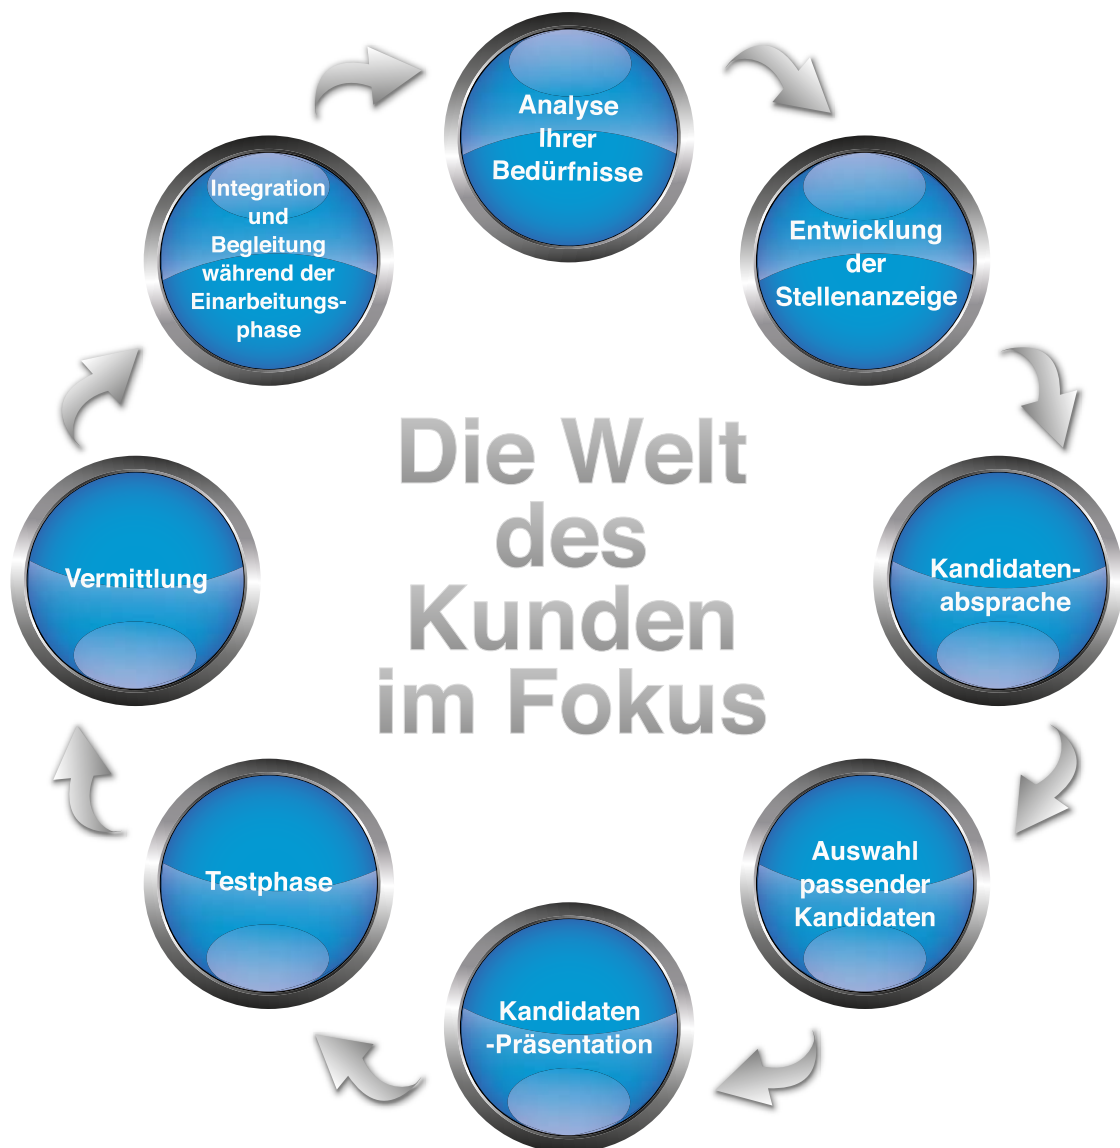 Analyse
Ihrer
Bedürfnisse
Entwicklung
der
Stellenanzeige
Kandidaten-
absprache
Auswahl
passender
Kandidaten
Kandidaten
-Präsentation
Testphase
Vermittlung
Integration
und
Begleitung
während der
Einarbeitungs-
phase
Die Welt
des
Kunden
im Fokus